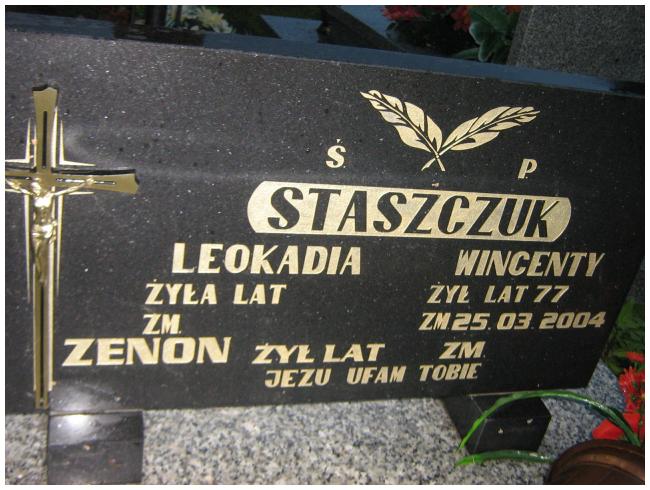 Ś. P.
STASZCZUK
LEOKADIA WINCENTY
ŻYŁA LAT ŻYŁ LAT 77
ZM. ZM 25.03.2004
ZENON ŻYŁ LAT ZM.
JEZU UFAM TOBIE